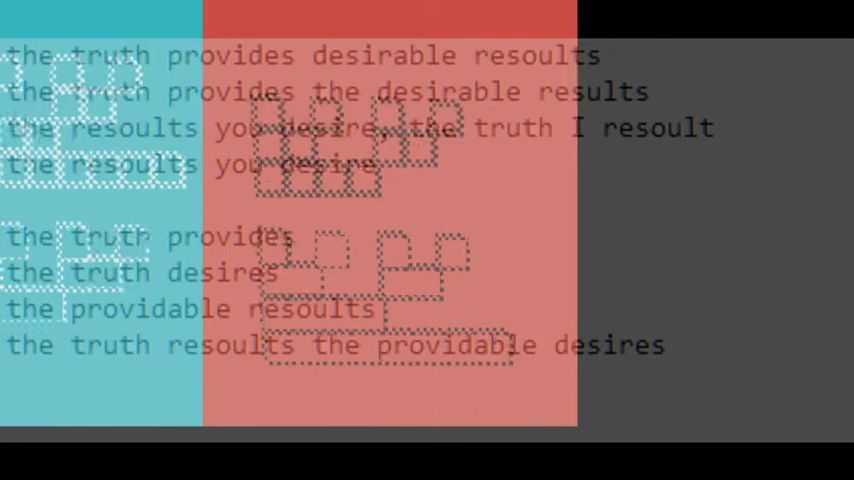 the truth provides desirable resoults
the truth provides the desirable results
the resoults you desire, the truth I resoult
the resoults you desire
the truth provides
the truth desires
the providable resoults
the truth resoults the providable desires